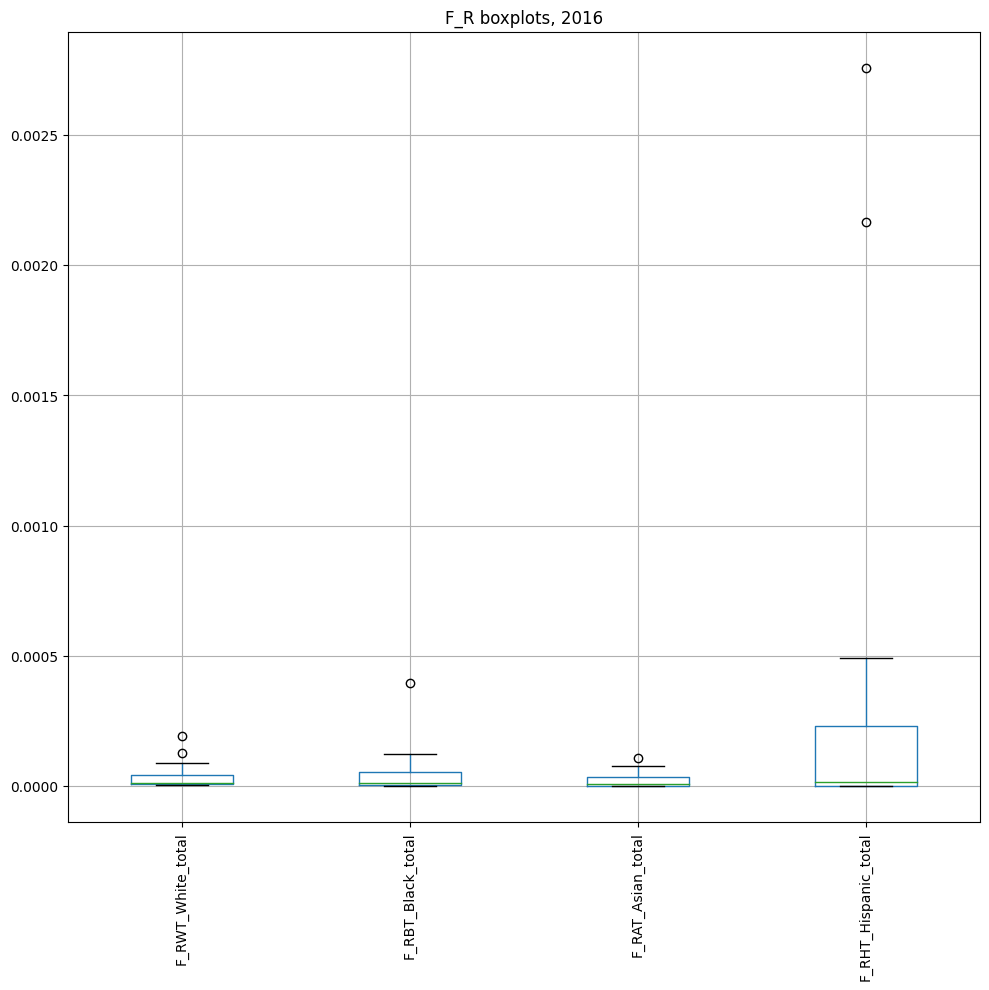 F_R boxplots, 2016
0.0025
0.0020
0.0015
0.0010
0.0005
0.0000
F_RWT_White_total
F_RBT_Black_total
F_RAT_Asian_total
F_RHT_Hispanic_total